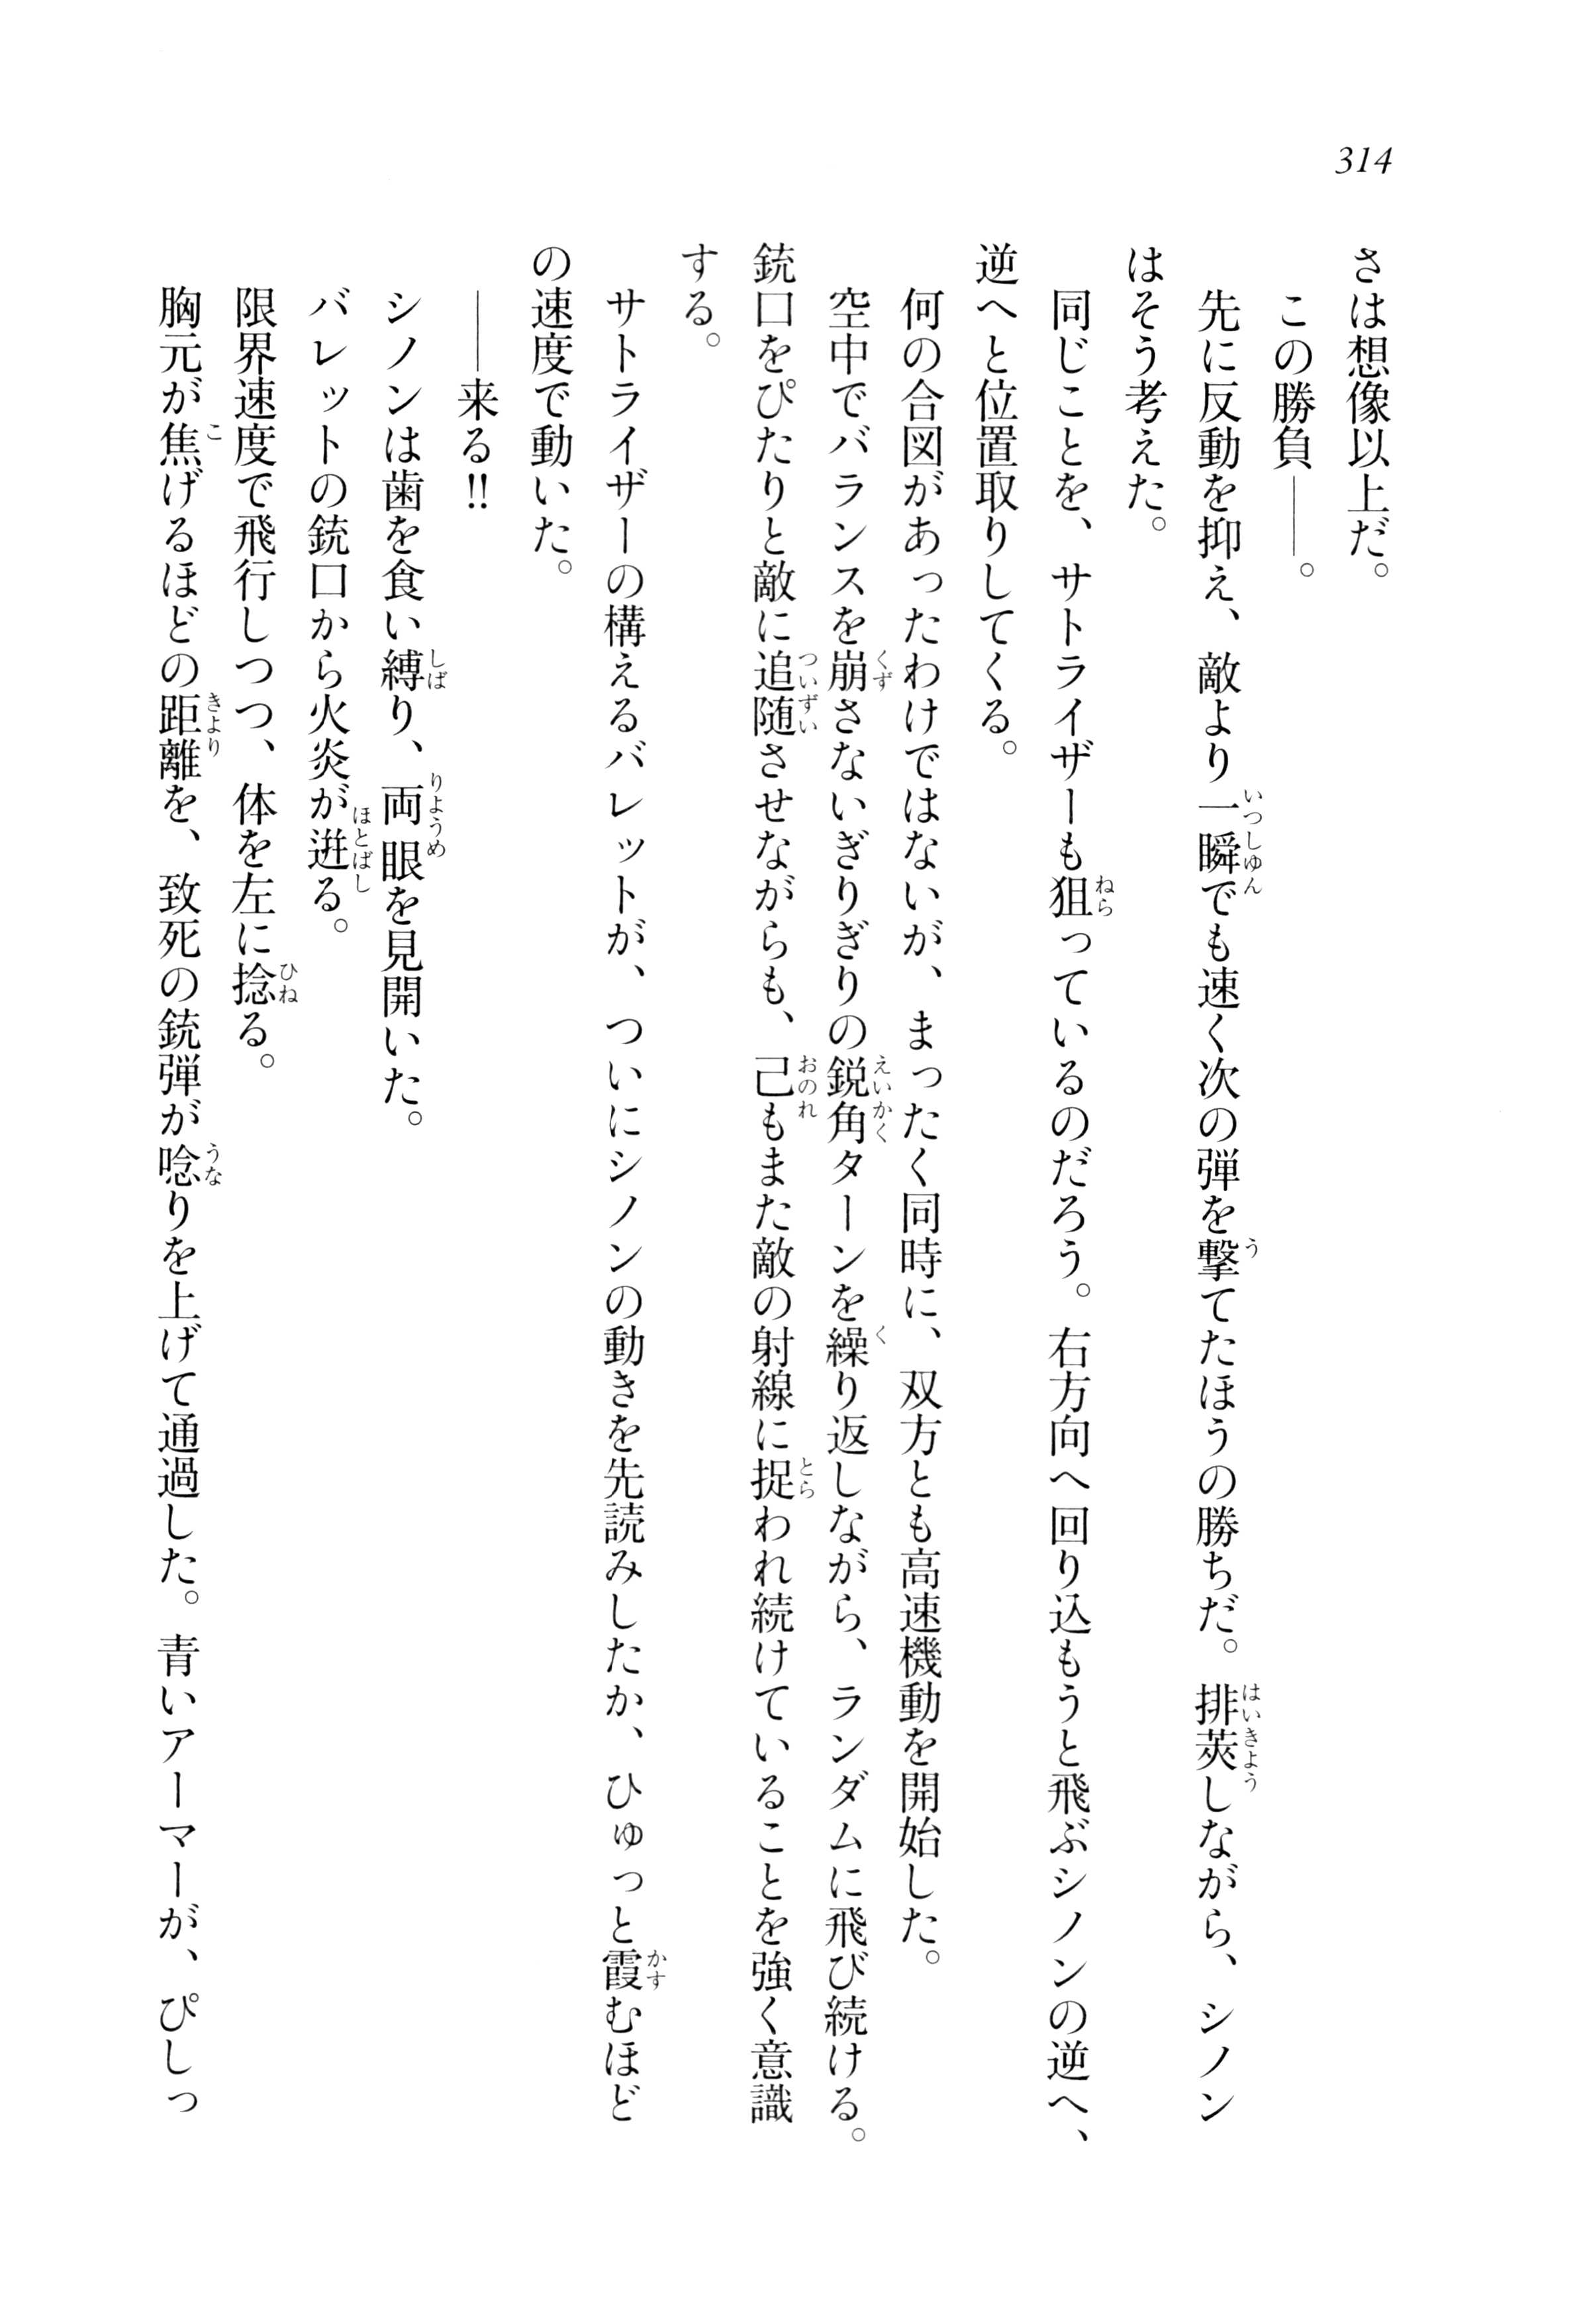 314
さは想像以上だ。
この勝負――。
先に反動を抑え、敵より一瞬でも速く次の弾を撃てたほうの勝ちだ。排莢しながら、シノン
はそう考えた。
同じことを、サトライザーも狙っているのだろう。右方向へ回り込もうと飛ぶシノンの逆へ、
逆へと位置取りしてくる。
何の合図があったわけではないが、まったく同時に、双方とも高速機動を開始した。
空中でバランスを崩さないぎりぎりの鋭角ターンを繰り返しながら、ランダムに飛び続ける。
銃口をぴたりと敵に追随させながらも、己もまた敵の射線に捉われ続けていることを強く意識
する。
サトライザーの構えるバレットが、ついにシノンの動きを先読みしたか、ひゅっと霞むほど
の速度で動いた。
――来る!!
シノンは歯を食い縛り、両眼を見開いた。
バレットの銃口から火炎が迸る。
限界速度で飛行しつつ、体を左に捻る。
胸元が焦げるほどの距離を、致死の銃弾が唸りを上げて通過した。青いアーマーが、ぴしっ